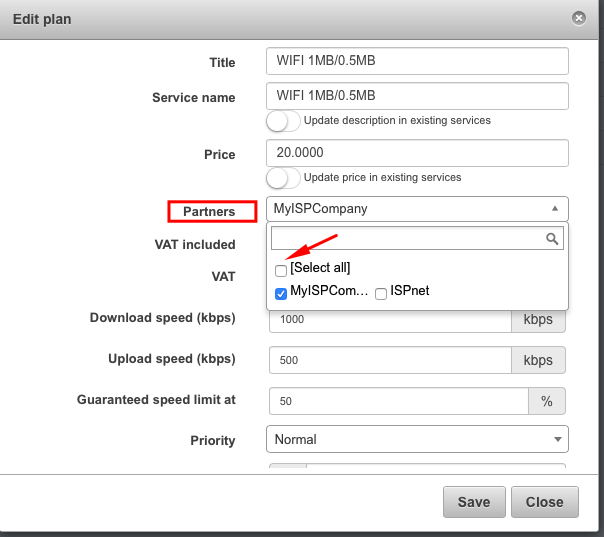 Edit plan
Title WIFI 1MB/0.5MB
Service name WIFI 1MB/0.5MB
Update description in existing services
Price 20.0000
Update price in existing services
Partners MyISPCompany
VAT included
[Select all]
VAT
MyISPCom... ISPnet
Download speed (kbps) 1000 kbps
Upload speed (kbps) 500 kbps
Guaranteed speed limit at 50 %
Priority Normal
Save Close